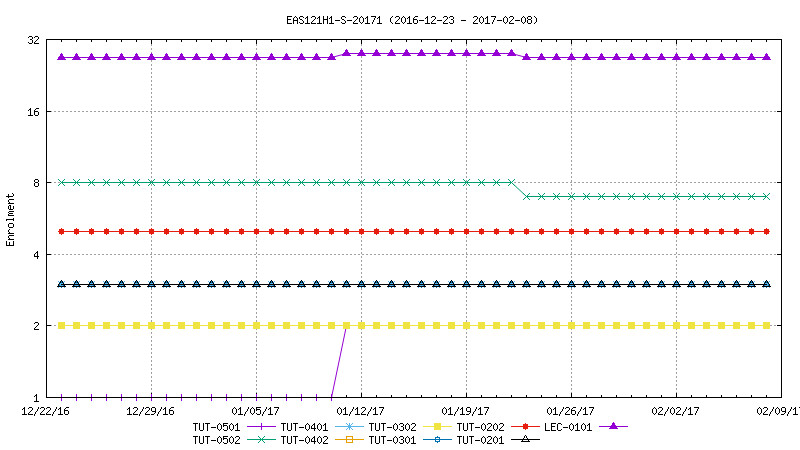 EAS121H1-S-20171 (2016-12-23 - 2017-02-08)
32
16
8
4
2
1
Enrolment
12/22/16 12/29/16 01/05/17 01/12/17 01/19/17 01/26/17 02/02/17 02/09/17
TUT-0501 TUT-0401 TUT-0302 TUT-0202 LEC-0101
TUT-0502 TUT-0402 TUT-0301 TUT-0201